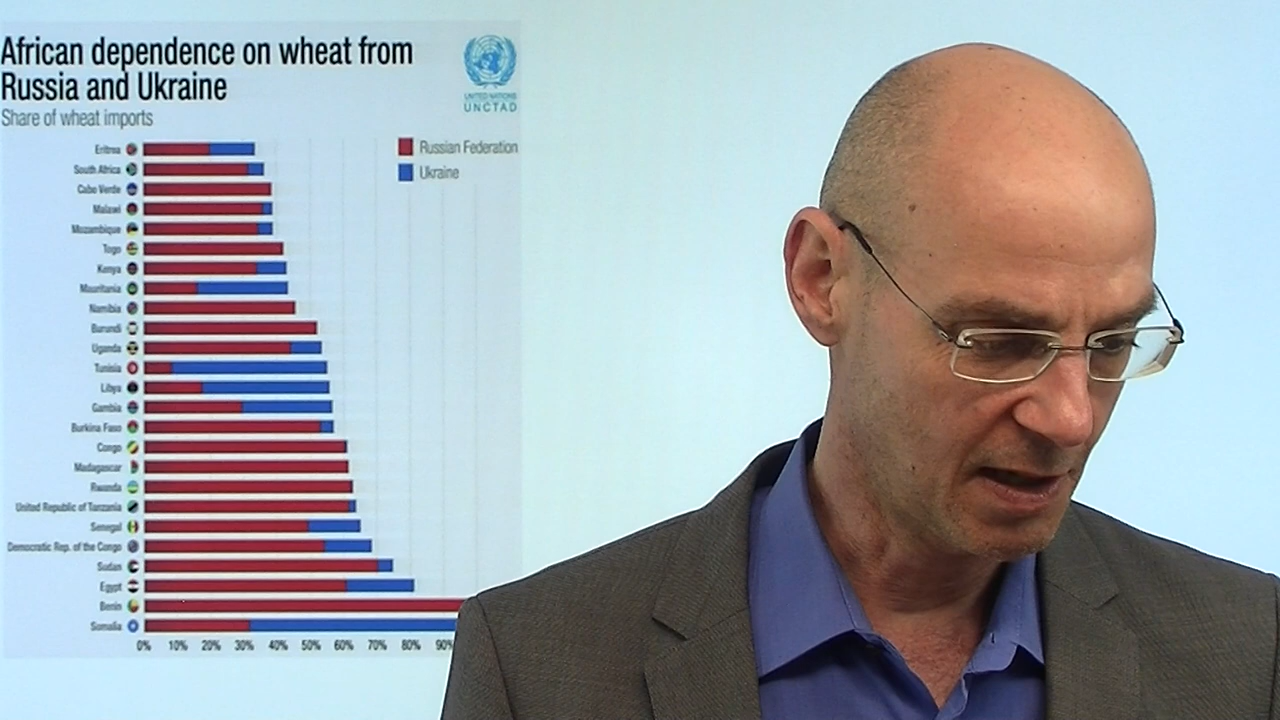 African dependence on wheat from
Russia and Ukraine
Share of wheat imports
UNITED NATIONS
UNCTAD
Russian Federation
Ukraine
Eritrea
South Africa
Cabo Verde
Malawi
Mozambique
Togo
Kenya
Mauritania
Namibia
Burundi
Uganda
Tunisia
Libya
Gambia
Burkina Faso
Congo
Madagascar
Rwanda
United Republic of Tanzania
Senegal
Democratic Rep. of the Congo
Sudan
Egypt
Benin
Somalia
0% 10% 20% 30% 40% 50% 60% 70% 80% 90%